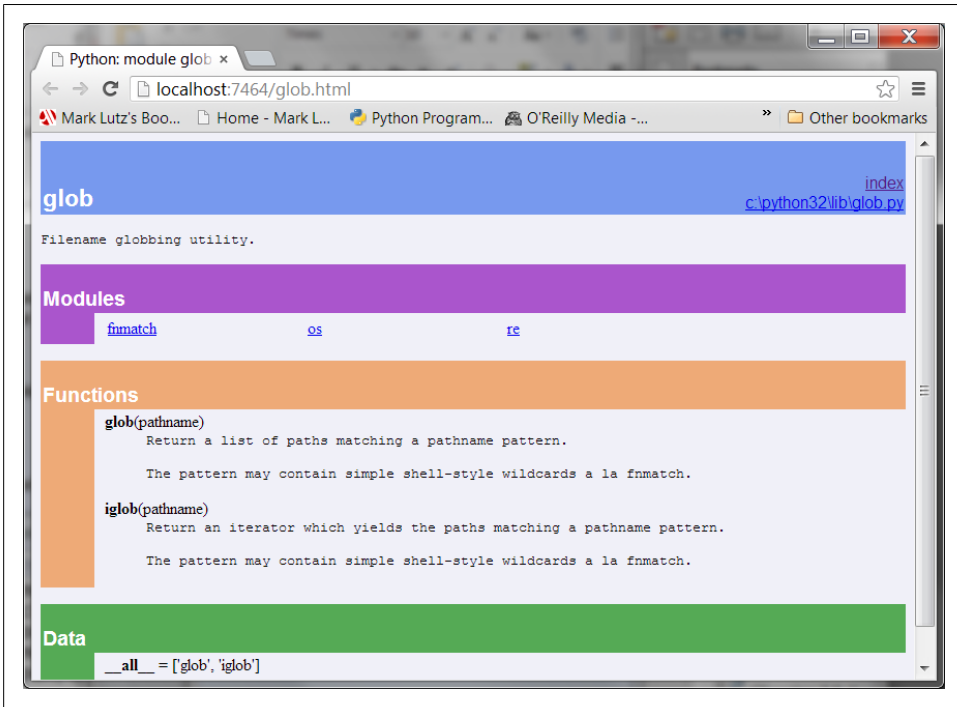 Python: module glob ×
localhost:7464/glob.html
Mark Lutz's Boo... Home - Mark L... Python Program... O'Reilly Media -... » Other bookmarks
index
glob
c:\python32\lib\glob.py
Filename globbing utility.
Modules
fnmatch os re
Functions
glob(pathname)
Return a list of paths matching a pathname pattern.
The pattern may contain simple shell-style wildcards a la fnmatch.
iglob(pathname)
Return an iterator which yields the paths matching a pathname pattern.
The pattern may contain simple shell-style wildcards a la fnmatch.
Data
__all__ = ['glob', 'iglob']